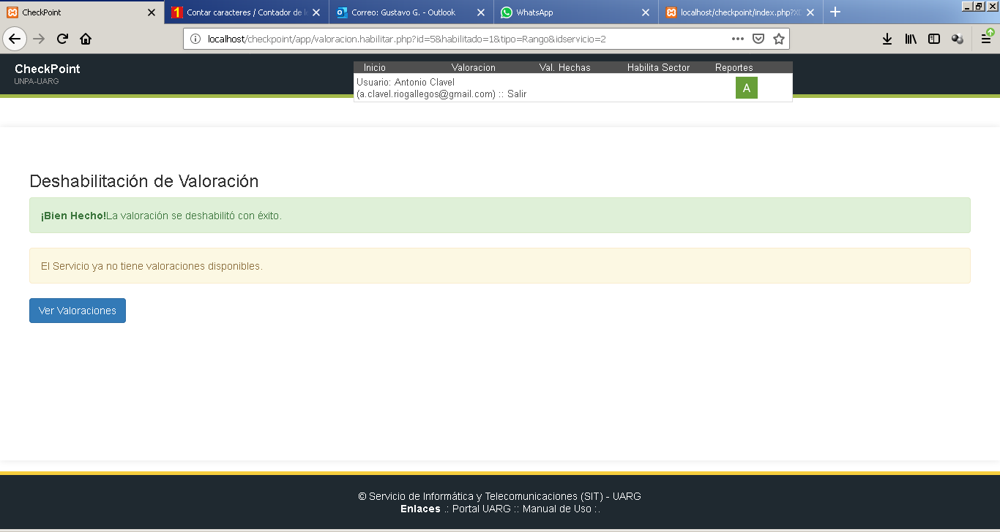 CheckPoint
Contar caracteres / Contador de l
Correo: Gustavo G. - Outlook
WhatsApp
localhost/checkpoint/index.php?X
localhost/checkpoint/app/valoracion.habilitar.php?id=5&habilitado=1&tipo=Rango&idservicio=2
CheckPoint
UNPA-UARG
Inicio Valoracion Val. Hechas Habilita Sector Reportes
Usuario: Antonio Clavel
(a.clavel.riogallegos@gmail.com) :: Salir
A
Deshabilitación de Valoración
¡Bien Hecho!La valoración se deshabilitó con éxito.
El Servicio ya no tiene valoraciones disponibles.
Ver Valoraciones
© Servicio de Informática y Telecomunicaciones (SIT) - UARG
Enlaces .: Portal UARG :: Manual de Uso :.